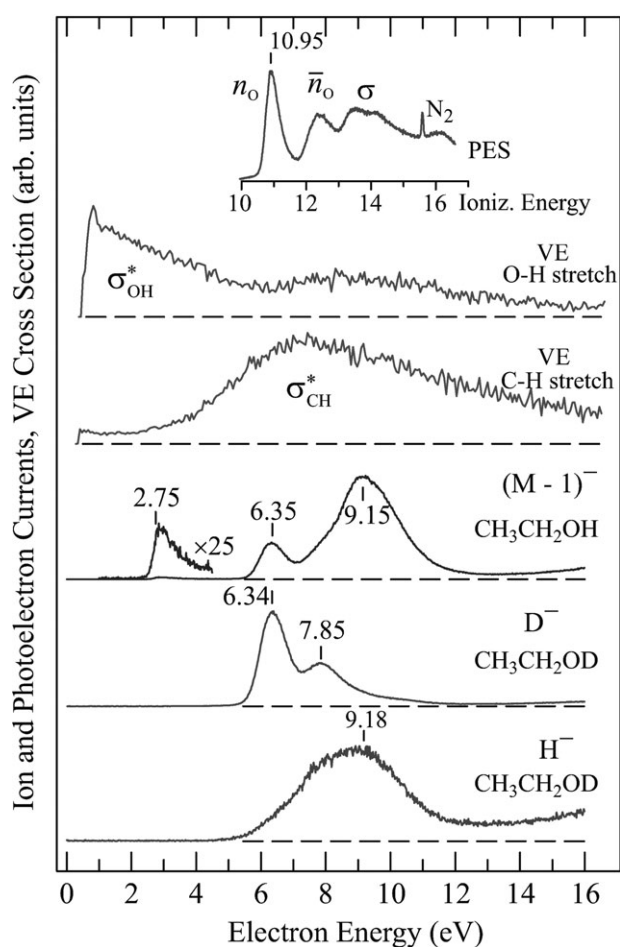 10.95
n_O
n̅_O
σ
N₂
PES
10 12 14 16
Ioniz. Energy
VE
O-H stretch
σ*_OH
VE
C-H stretch
σ*_CH
(M - 1)⁻
CH₃CH₂OH
2.75
×25
6.35
9.15
D⁻
CH₃CH₂OD
6.34
7.85
H⁻
CH₃CH₂OD
9.18
0 2 4 6 8 10 12 14 16
Electron Energy (eV)
Ion and Photoelectron Currents, VE Cross Section (arb. units)